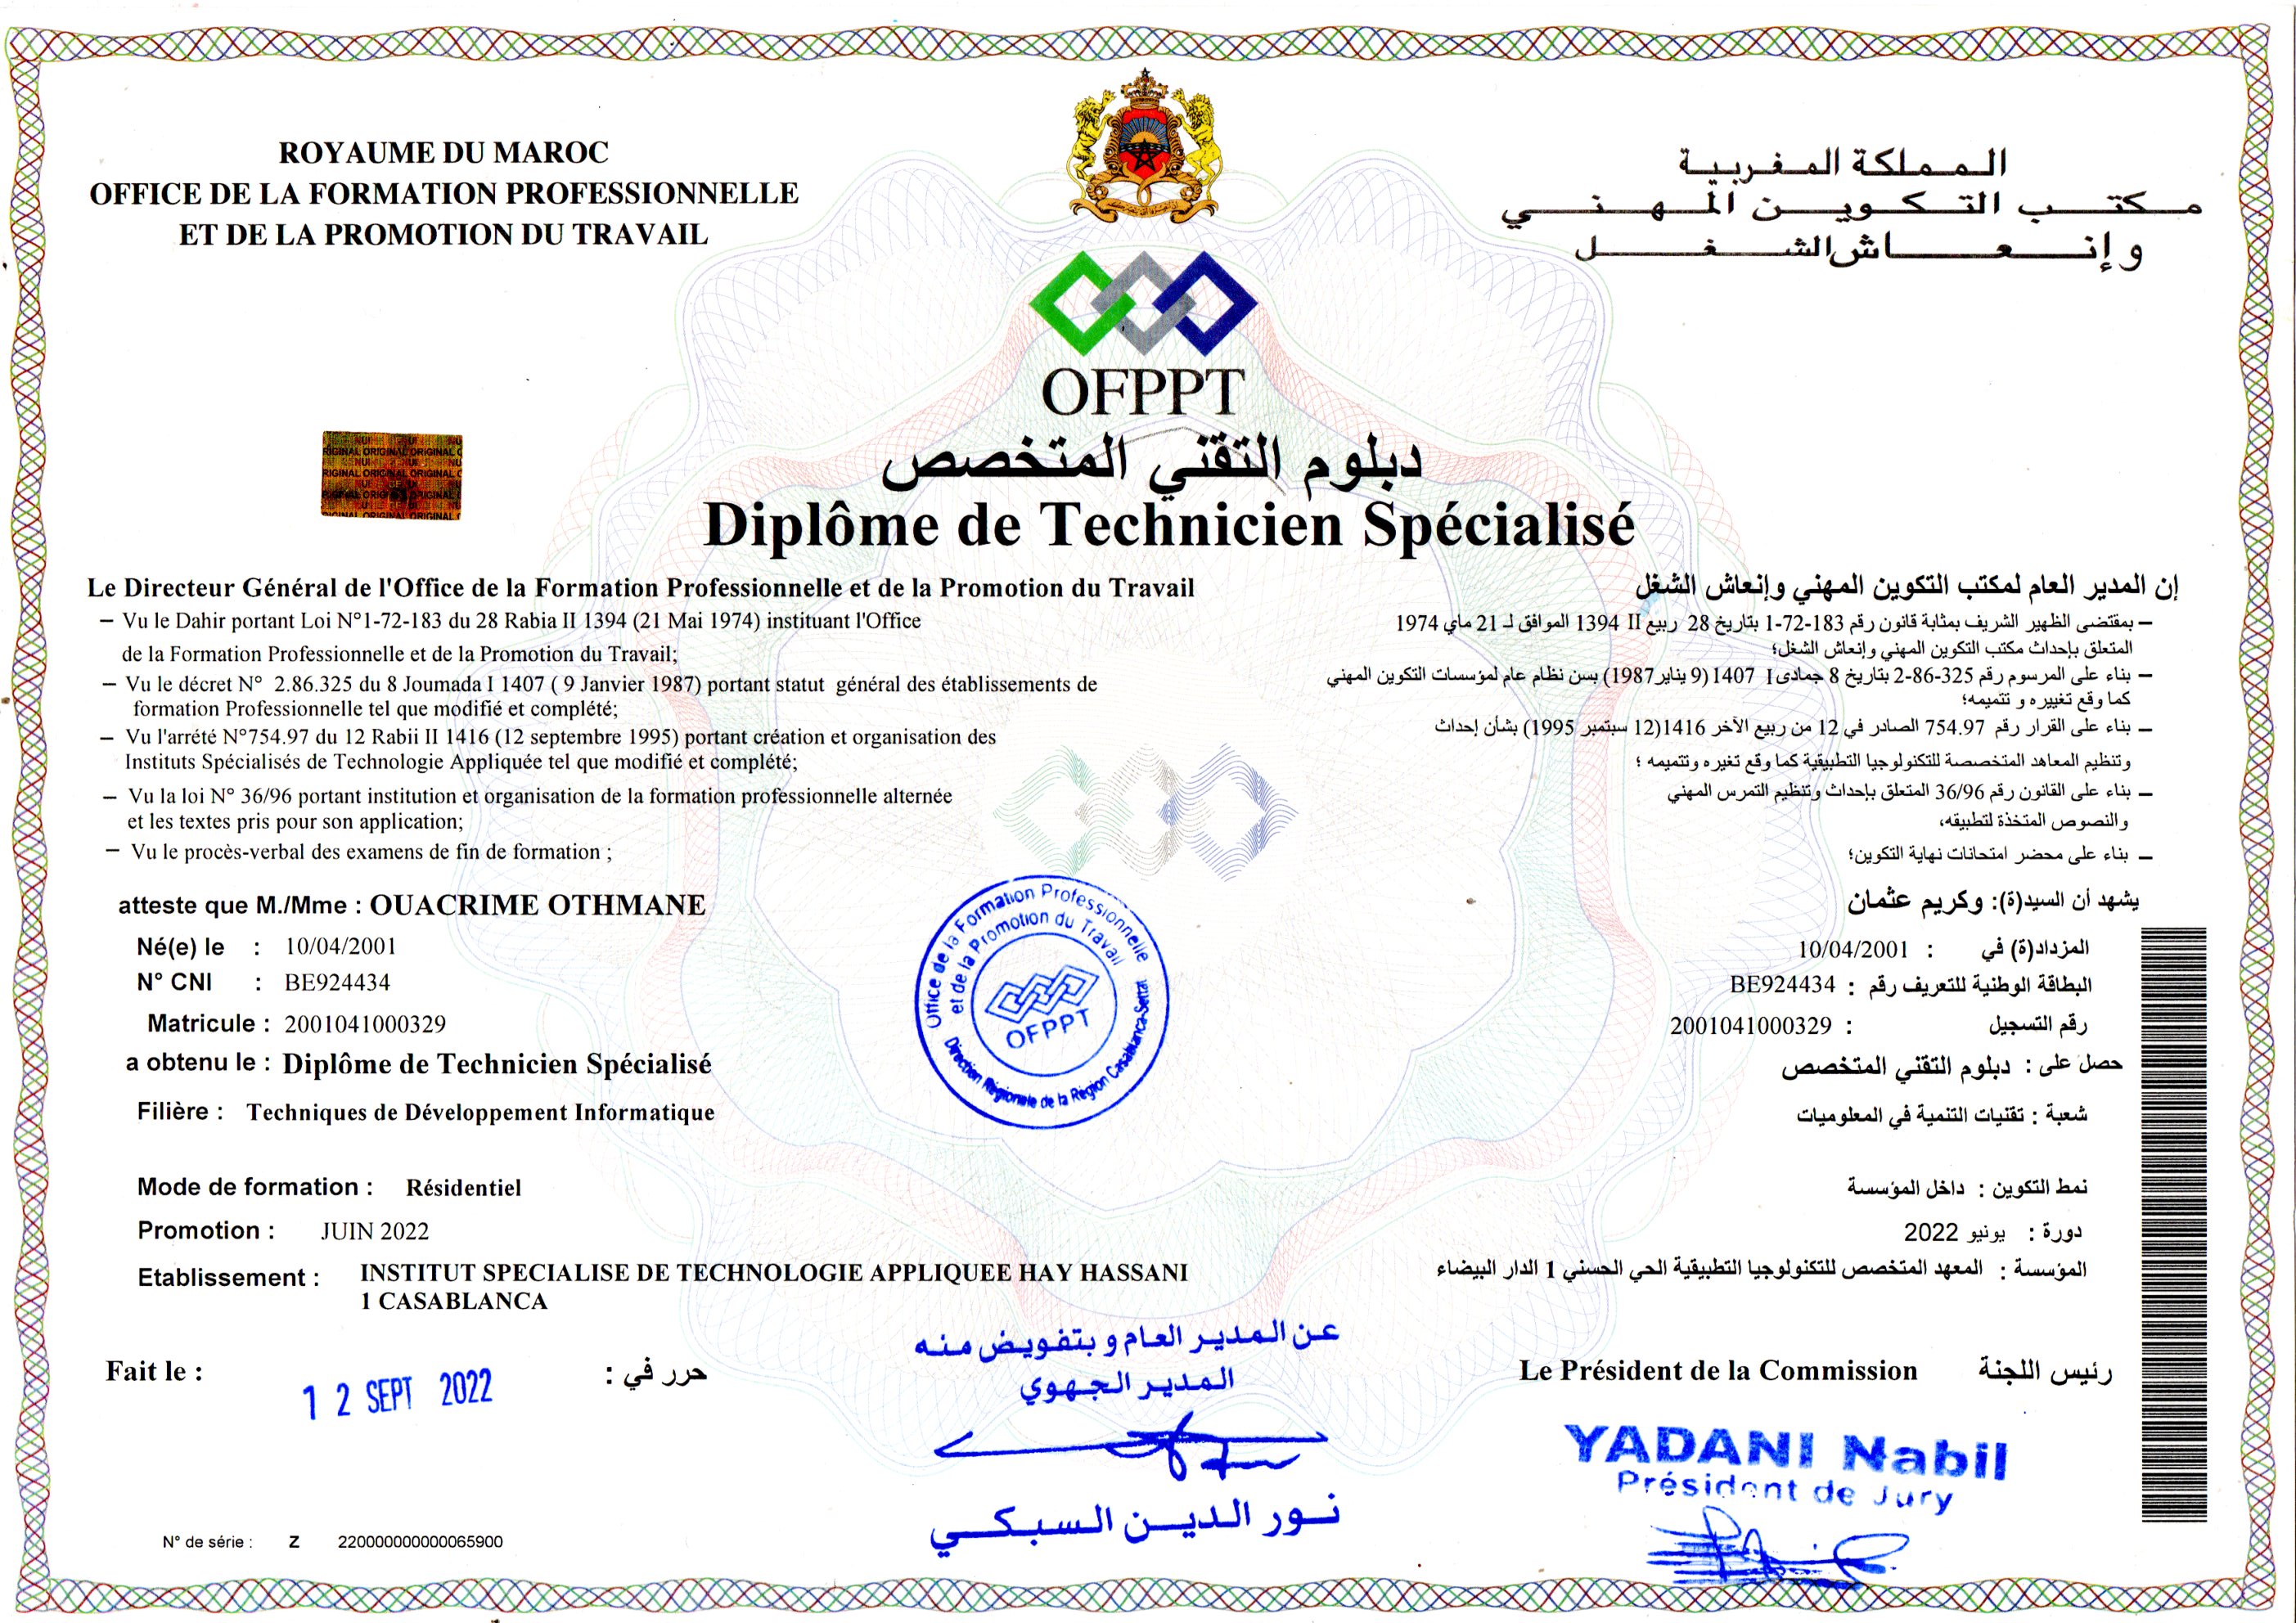 ROYAUME DU MAROC
OFFICE DE LA FORMATION PROFESSIONNELLE
ET DE LA PROMOTION DU TRAVAIL
المملكة المغربية
مكتب التكوين المهني
وإنعاش الشغل
OFPPT
ORIGINAL ORIGINAL ORIGINAL
دبلوم التقني المتخصص
Diplôme de Technicien Spécialisé
Le Directeur Général de l'Office de la Formation Professionnelle et de la Promotion du Travail
– Vu le Dahir portant Loi N°1-72-183 du 28 Rabia II 1394 (21 Mai 1974) instituant l'Office
de la Formation Professionnelle et de la Promotion du Travail;
– Vu le décret N° 2.86.325 du 8 Joumada I 1407 ( 9 Janvier 1987) portant statut général des établissements de
formation Professionnelle tel que modifié et complété;
– Vu l'arrété N°754.97 du 12 Rabii II 1416 (12 septembre 1995) portant création et organisation des
Instituts Spécialisés de Technologie Appliquée tel que modifié et complété;
– Vu la loi N° 36/96 portant institution et organisation de la formation professionnelle alternée
et les textes pris pour son application;
– Vu le procès-verbal des examens de fin de formation ;
إن المدير العام لمكتب التكوين المهني وإنعاش الشغل
– بمقتضى الظهير الشريف بمثابة قانون رقم 183-72-1 بتاريخ 28 ربيع II 1394 الموافق لـ 21 ماي 1974
المتعلق بإحداث مكتب التكوين المهني وإنعاش الشغل؛
– بناء على المرسوم رقم 325-86-2 بتاريخ 8 جمادى I 1407 (9 يناير 1987) بسن نظام عام لمؤسسات التكوين المهني
كما وقع تغييره و تتميمه؛
– بناء على القرار رقم 754.97 الصادر في 12 من ربيع الآخر 1416 (12 سبتمبر 1995) بشأن إحداث
وتنظيم المعاهد المتخصصة للتكنولوجيا التطبيقية كما وقع تغيره وتتميمه ؛
– بناء على القانون رقم 36/96 المتعلق بإحداث وتنظيم التمرس المهني
والنصوص المتخذة لتطبيقه،
– بناء على محضر امتحانات نهاية التكوين؛
atteste que M./Mme : OUACRIME OTHMANE
Né(e) le : 10/04/2001
N° CNI : BE924434
Matricule : 2001041000329
a obtenu le : Diplôme de Technicien Spécialisé
Filière : Techniques de Développement Informatique
Mode de formation : Résidentiel
Promotion : JUIN 2022
Etablissement : INSTITUT SPECIALISE DE TECHNOLOGIE APPLIQUEE HAY HASSANI
1 CASABLANCA
يشهد أن السيد(ة): وكريم عثمان
المزداد(ة) في : 10/04/2001
البطاقة الوطنية للتعريف رقم : BE924434
رقم التسجيل : 2001041000329
حصل على : دبلوم التقني المتخصص
شعبة : تقنيات التنمية في المعلوميات
نمط التكوين : داخل المؤسسة
دورة : يونيو 2022
المؤسسة : المعهد المتخصص للتكنولوجيا التطبيقية الحي الحسني 1 الدار البيضاء
Office de la Formation Professionnelle
et de la Promotion du Travail
OFPPT
Direction Régionale de la Région Casablanca-Settat
Fait le : 12 SEPT 2022 حرر في :
عن المدير العام و بتفويض منه
المدير الجهوي
نور الدين السبكي
Le Président de la Commission رئيس اللجنة
YADANI Nabil
Président de Jury
N° de série : Z 220000000000065900